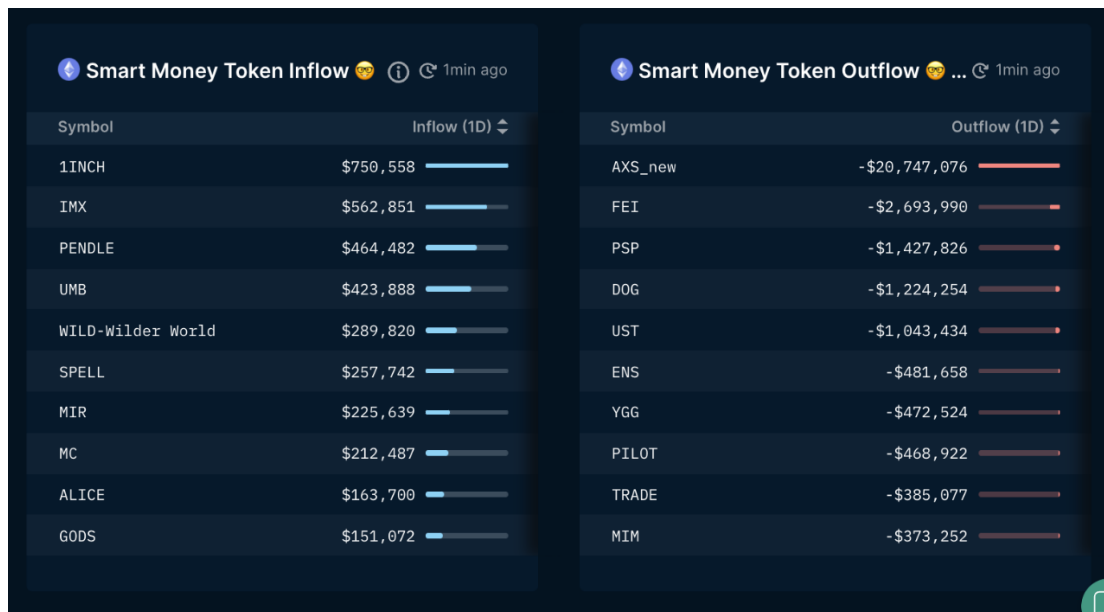 Smart Money Token Inflow 🤓 1min ago
Symbol Inflow (1D)
1INCH $750,558
IMX $562,851
PENDLE $464,482
UMB $423,888
WILD-Wilder World $289,820
SPELL $257,742
MIR $225,639
MC $212,487
ALICE $163,700
GODS $151,072
Smart Money Token Outflow 🤓 ... 1min ago
Symbol Outflow (1D)
AXS_new -$20,747,076
FEI -$2,693,990
PSP -$1,427,826
DOG -$1,224,254
UST -$1,043,434
ENS -$481,658
YGG -$472,524
PILOT -$468,922
TRADE -$385,077
MIM -$373,252